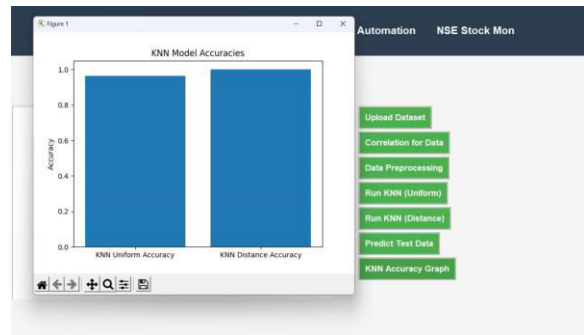 Figure 1
Automation NSE Stock Mon
KNN Model Accuracies
1.0
0.8
0.6
0.4
0.2
0.0
Accuracy
KNN Uniform Accuracy
KNN Distance Accuracy
Upload Dataset
Correlation for Data
Data Preprocessing
Run KNN (Uniform)
Run KNN (Distance)
Predict Test Data
KNN Accuracy Graph